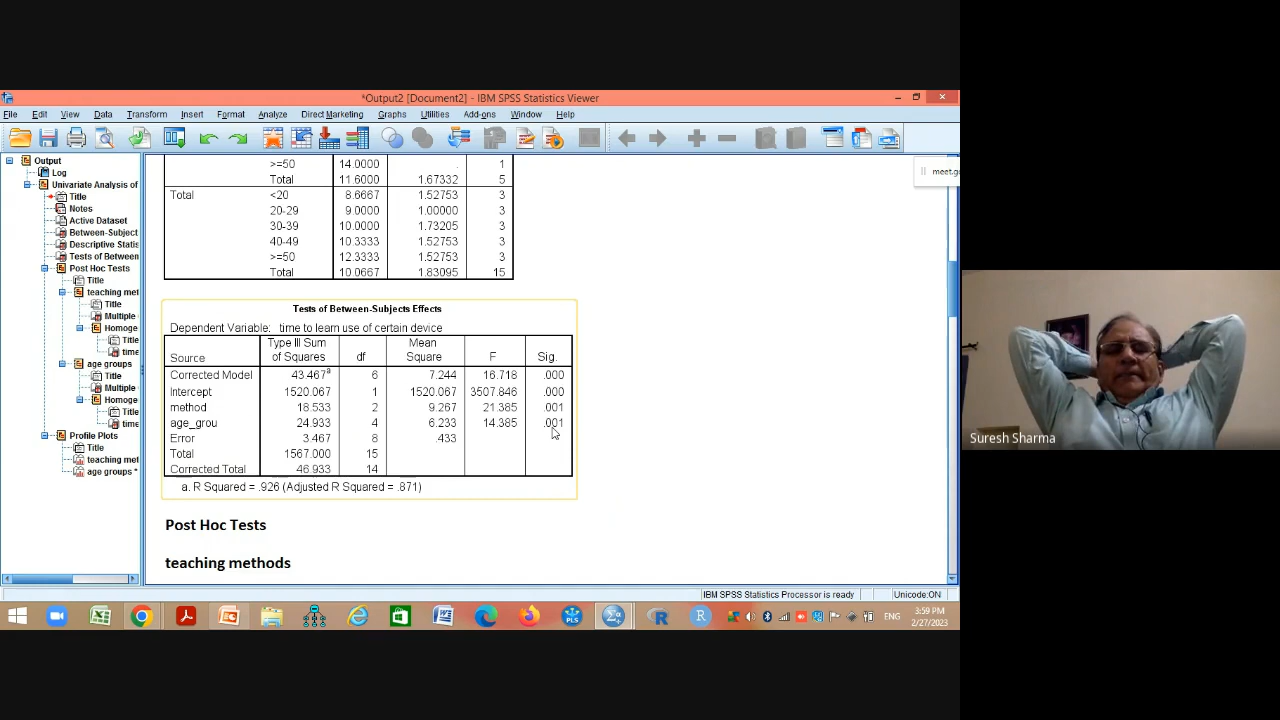 *Output2 [Document2] - IBM SPSS Statistics Viewer
File Edit View Data Transform Insert Format Analyze Direct Marketing Graphs Utilities Add-ons Window Help
Output
Log
Univariate Analysis of
Title
Notes
Active Dataset
Between-Subject
Descriptive Statis
Tests of Between
Post Hoc Tests
Title
teaching met
Title
Multiple
Homoge
Title
time
age groups
Title
Multiple
Homoge
Title
time
Profile Plots
Title
teaching met
age groups *
>=50 14.0000 . 1
Total 11.6000 1.67332 5
Total <20 8.6667 1.52753 3
20-29 9.0000 1.00000 3
30-39 10.0000 1.73205 3
40-49 10.3333 1.52753 3
>=50 12.3333 1.52753 3
Total 10.0667 1.83095 15
Tests of Between-Subjects Effects
Dependent Variable: time to learn use of certain device
Source Type III Sum of Squares df Mean Square F Sig.
Corrected Model 43.467a 6 7.244 16.718 .000
Intercept 1520.067 1 1520.067 3507.846 .000
method 18.533 2 9.267 21.385 .001
age_grou 24.933 4 6.233 14.385 .001
Error 3.467 8 .433
Total 1567.000 15
Corrected Total 46.933 14
a. R Squared = .926 (Adjusted R Squared = .871)
Post Hoc Tests
teaching methods
meet.g
IBM SPSS Statistics Processor is ready Unicode:ON
PLS
R
R
ENG
3:59 PM
2/27/2023
Suresh Sharma